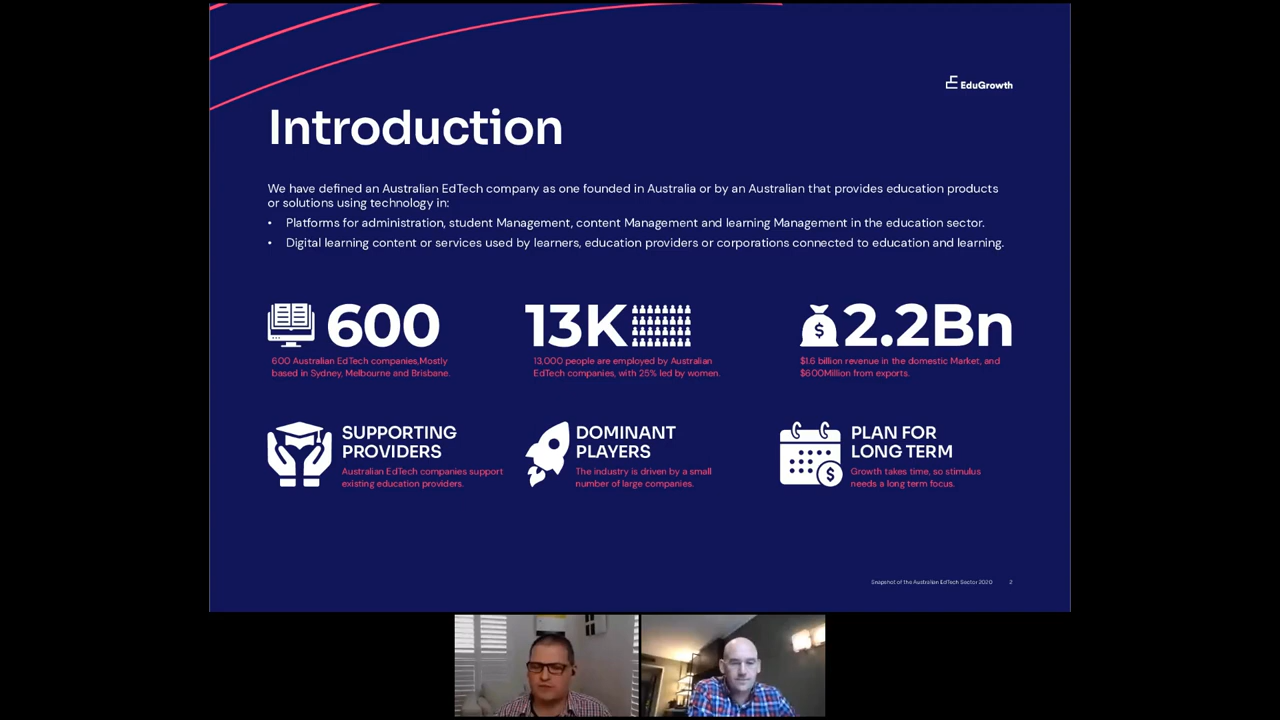 EduGrowth
Introduction
We have defined an Australian EdTech company as one founded in Australia or by an Australian that provides education products
or solutions using technology in:
• Platforms for administration, student Management, content Management and learning Management in the education sector.
• Digital learning content or services used by learners, education providers or corporations connected to education and learning.
600
600 Australian EdTech companies,Mostly
based in Sydney, Melbourne and Brisbane.
13K
13,000 people are employed by Australian
EdTech companies, with 25% led by women.
$
2.2Bn
$1.6 billion revenue in the domestic Market, and
$600Million from exports.
SUPPORTING
PROVIDERS
Australian EdTech companies support
existing education providers.
DOMINANT
PLAYERS
The industry is driven by a small
number of large companies.
$
PLAN FOR
LONG TERM
Growth takes time, so stimulus
needs a long term focus.
Snapshot of the Australian EdTech Sector 2020 2